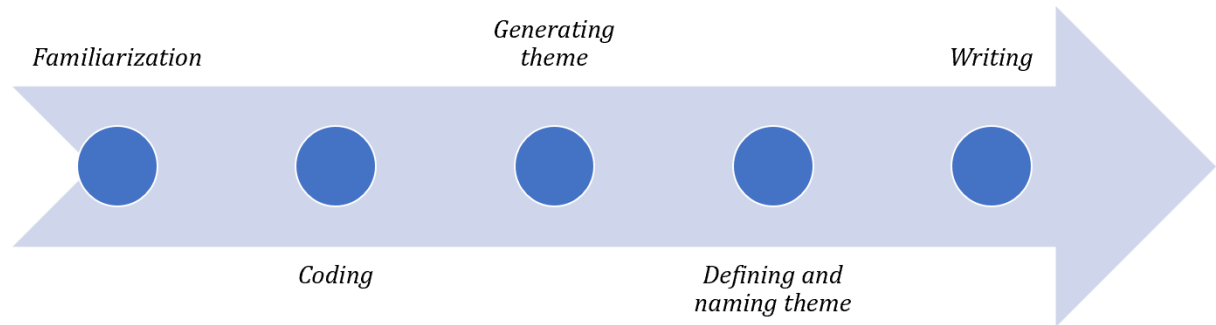 Familiarization
Coding
Generating
theme
Defining and
naming theme
Writing